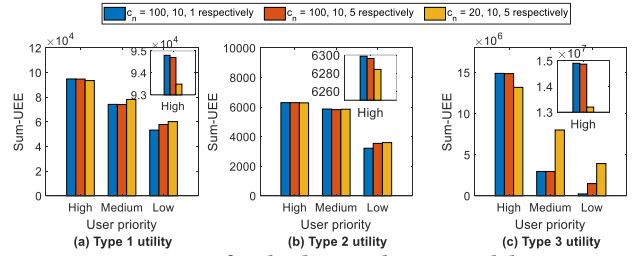 c_n = 100, 10, 1 respectively c_n = 100, 10, 5 respectively c_n = 20, 10, 5 respectively
×10^4
12
10
8
6
4
2
0
Sum-UEE
×10^4
9.5
9.4
9.3
High
High Medium Low
User priority
(a) Type 1 utility
10000
8000
6000
4000
2000
0
Sum-UEE
6300
6280
6260
High
High Medium Low
User priority
(b) Type 2 utility
×10^6
15
10
5
0
Sum-UEE
×10^7
1.5
1.4
1.3
High
High Medium Low
User priority
(c) Type 3 utility